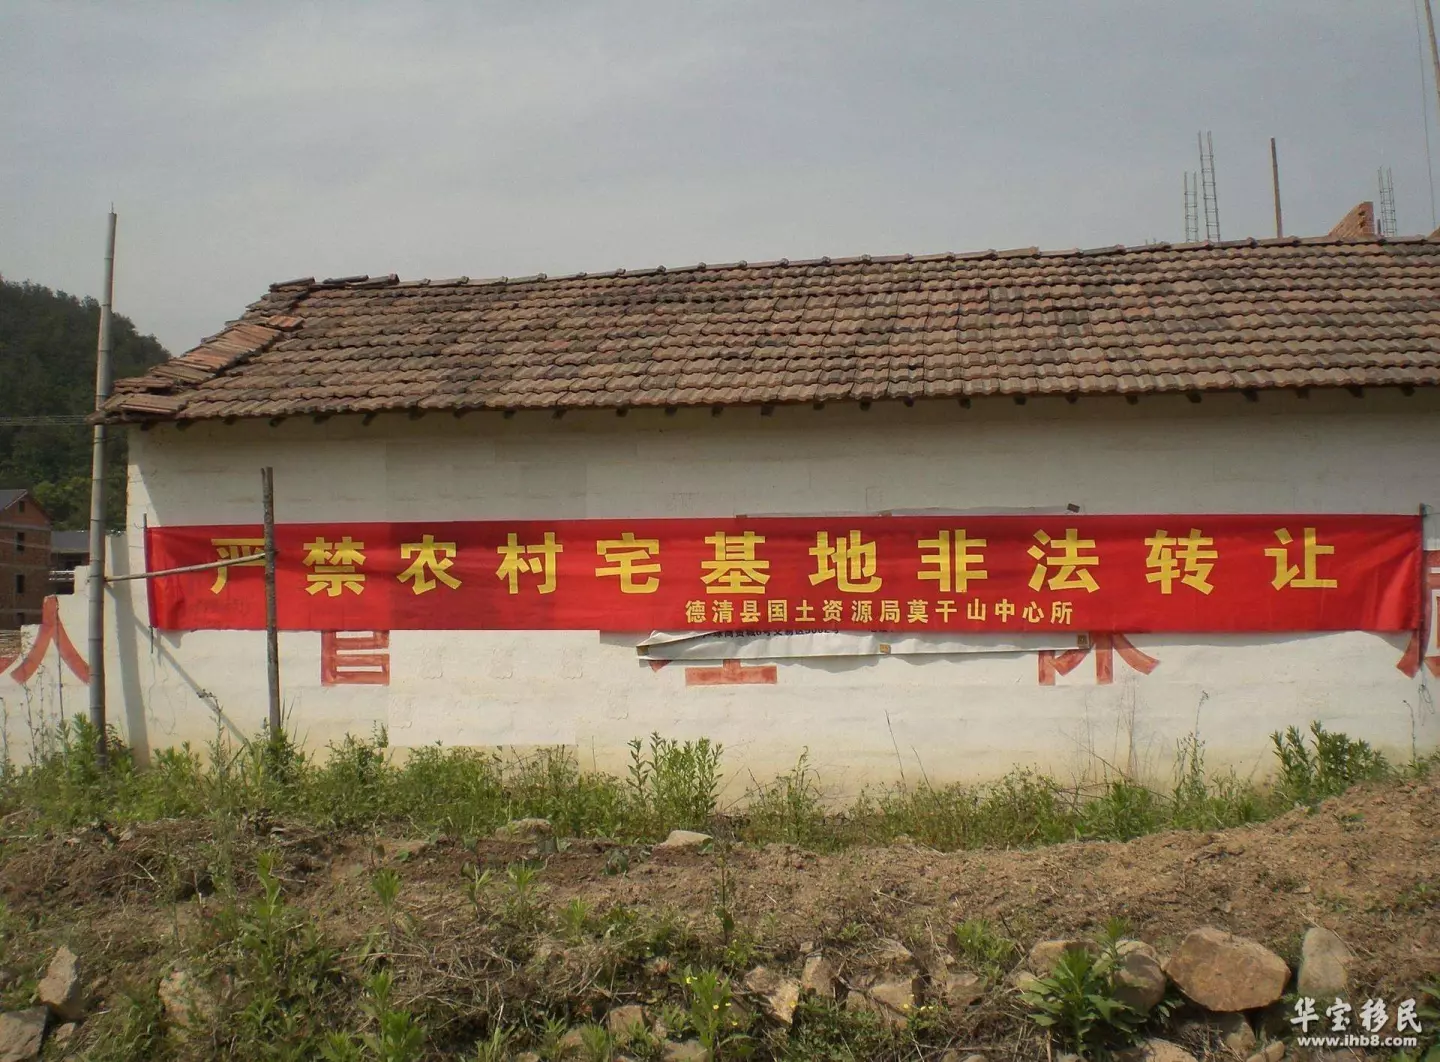 严禁农村宅基地非法转让
德清县国土资源局莫干山中心所
人
华宝移民
www.ihb8.com